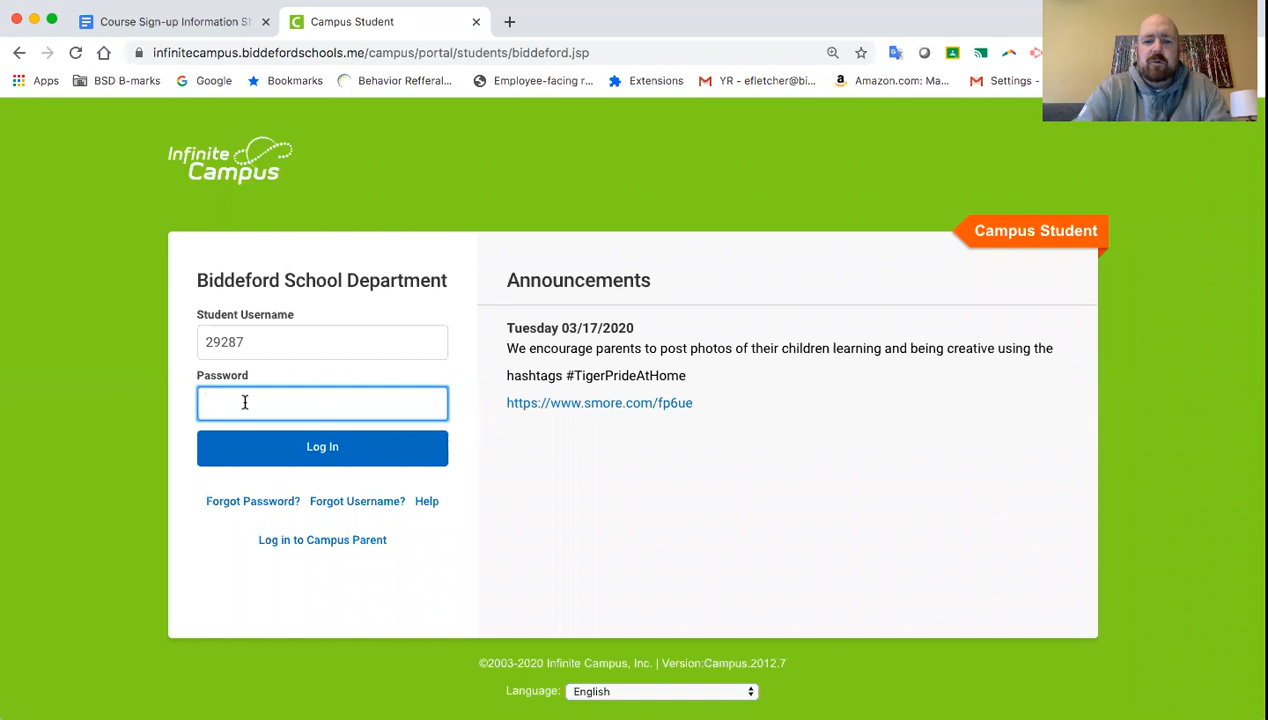 Course Sign-up Information S
Campus Student
infinitecampus.biddefordschools.me/campus/portal/students/biddeford.jsp
Apps
BSD B-marks
Google
Bookmarks
Behavior Refferal...
Employee-facing r...
Extensions
YR - efletcher@bi...
Amazon.com: Ma...
Settings -
Infinite
Campus
Campus Student
Biddeford School Department
Student Username
29287
Password
Log In
Forgot Password? Forgot Username? Help
Log in to Campus Parent
Announcements
Tuesday 03/17/2020
We encourage parents to post photos of their children learning and being creative using the
hashtags #TigerPrideAtHome
https://www.smore.com/fp6ue
©2003-2020 Infinite Campus, Inc. | Version:Campus.2012.7
Language: English